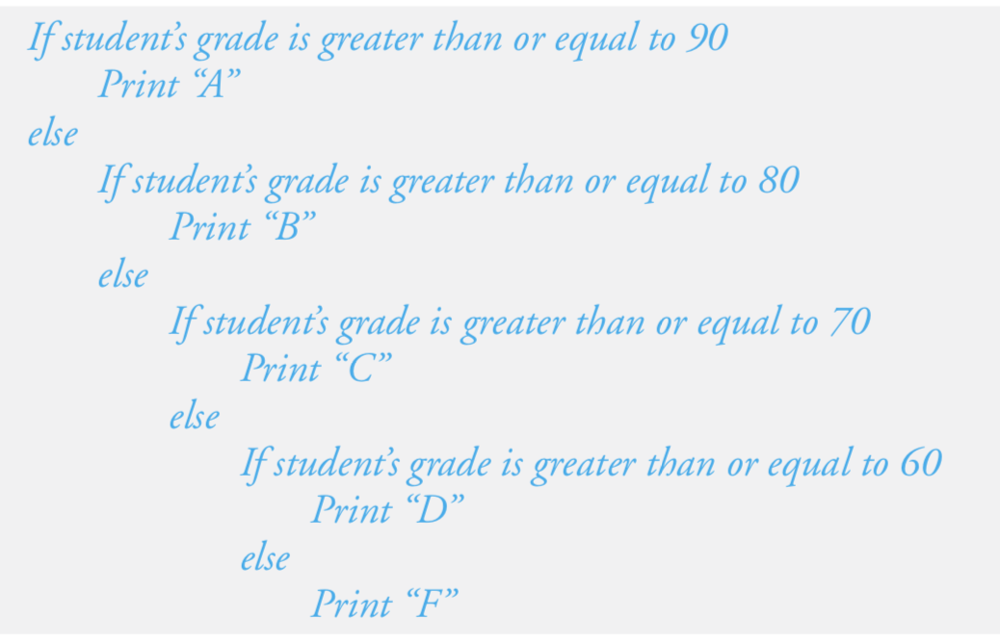 If student’s grade is greater than or equal to 90
Print “A”
else
If student’s grade is greater than or equal to 80
Print “B”
else
If student’s grade is greater than or equal to 70
Print “C”
else
If student’s grade is greater than or equal to 60
Print “D”
else
Print “F”